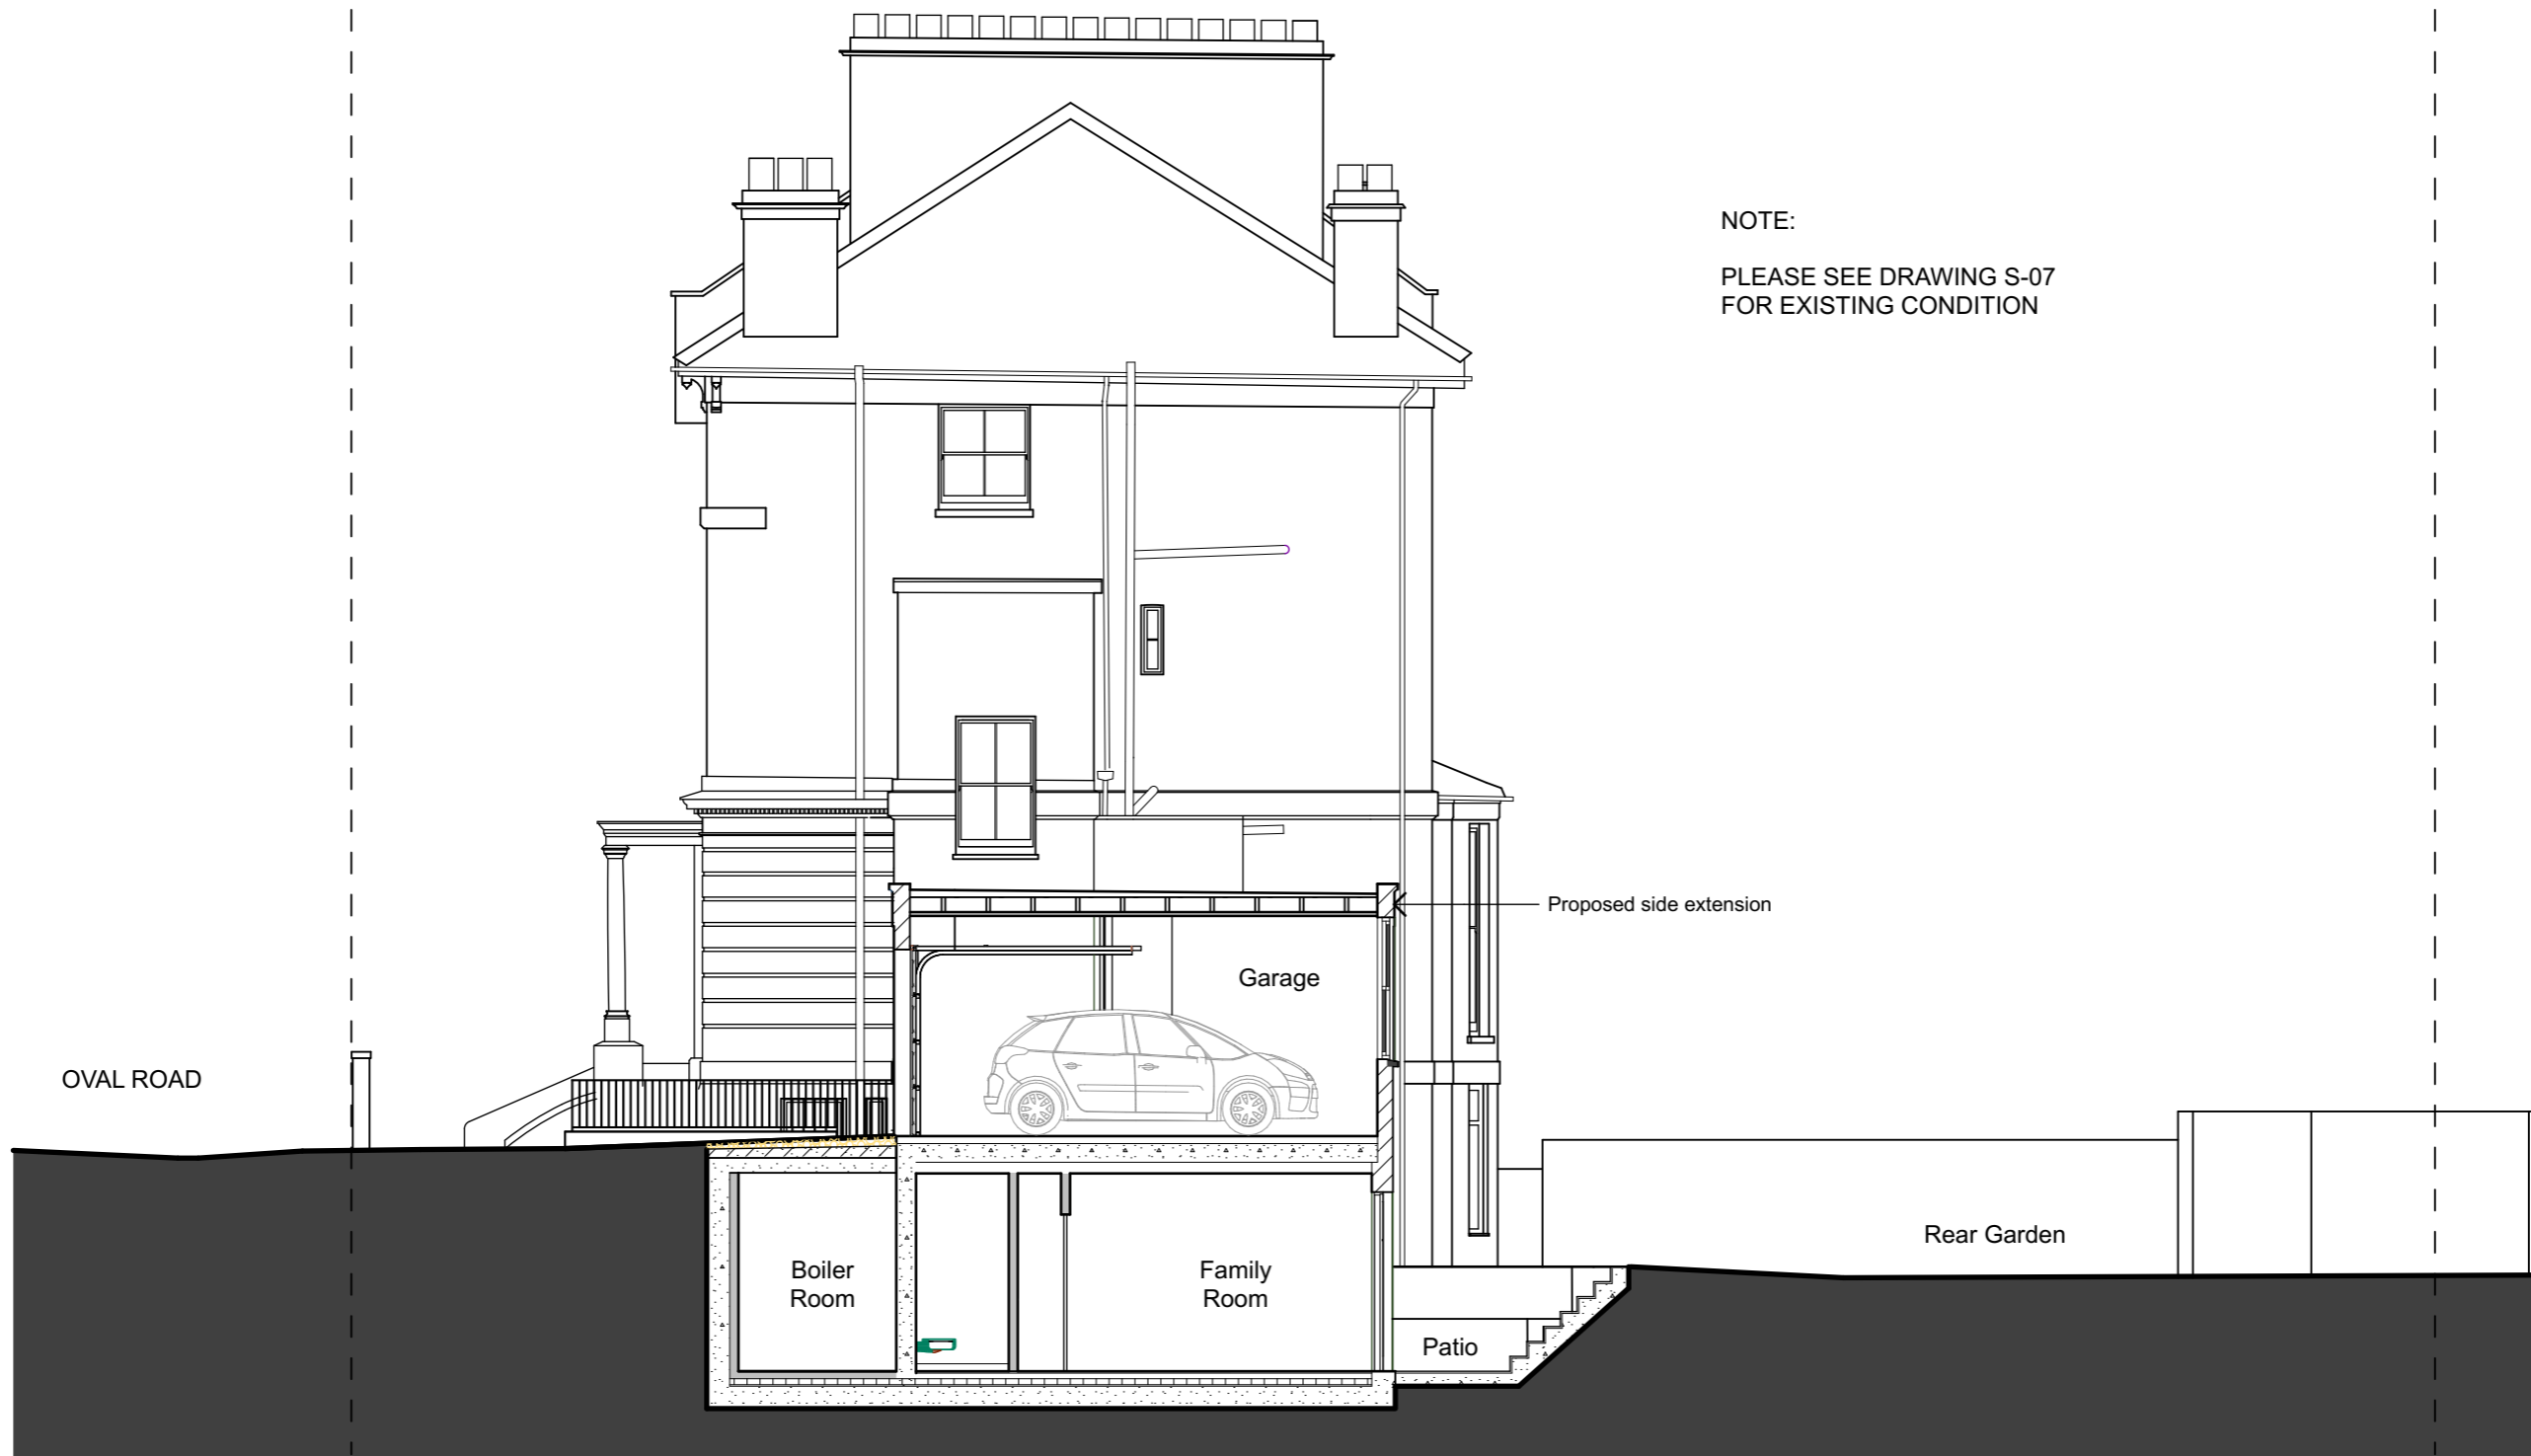 NOTE:
PLEASE SEE DRAWING S-07
FOR EXISTING CONDITION
Proposed side extension
Garage
OVAL ROAD
Rear Garden
Boiler
Room
Family
Room
Patio